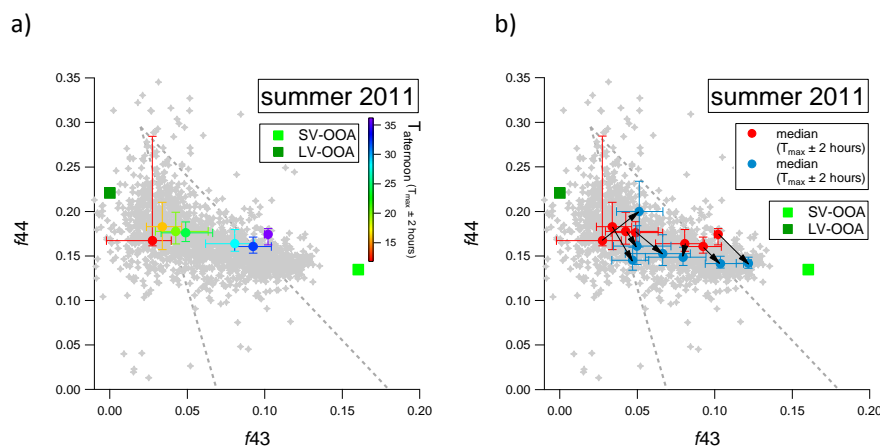 a)
b)
summer 2011
SV-OOA
LV-OOA
T afternoon (Tmax ± 2 hours)
35
30
25
20
15
f44
0.35
0.30
0.25
0.20
0.15
0.10
0.05
0.00
0.00 0.05 0.10 0.15 0.20
f43
summer 2011
median
(Tmax ± 2 hours)
median
(Tmax ± 2 hours)
SV-OOA
LV-OOA
f44
0.35
0.30
0.25
0.20
0.15
0.10
0.05
0.00
0.00 0.05 0.10 0.15 0.20
f43